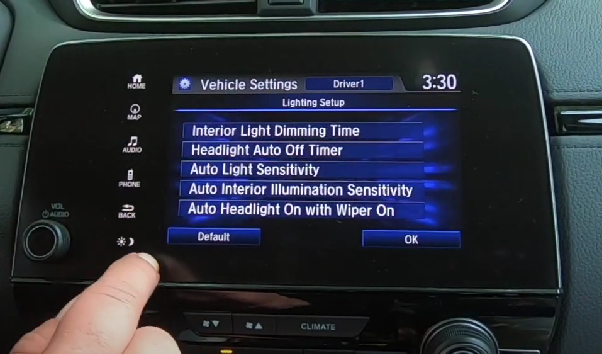 Vehicle Settings Driver1 3:30
Lighting Setup
HOME
MAP
AUDIO
PHONE
BACK
VOL
AUDIO
Interior Light Dimming Time
Headlight Auto Off Timer
Auto Light Sensitivity
Auto Interior Illumination Sensitivity
Auto Headlight On with Wiper On
Default OK
CLIMATE